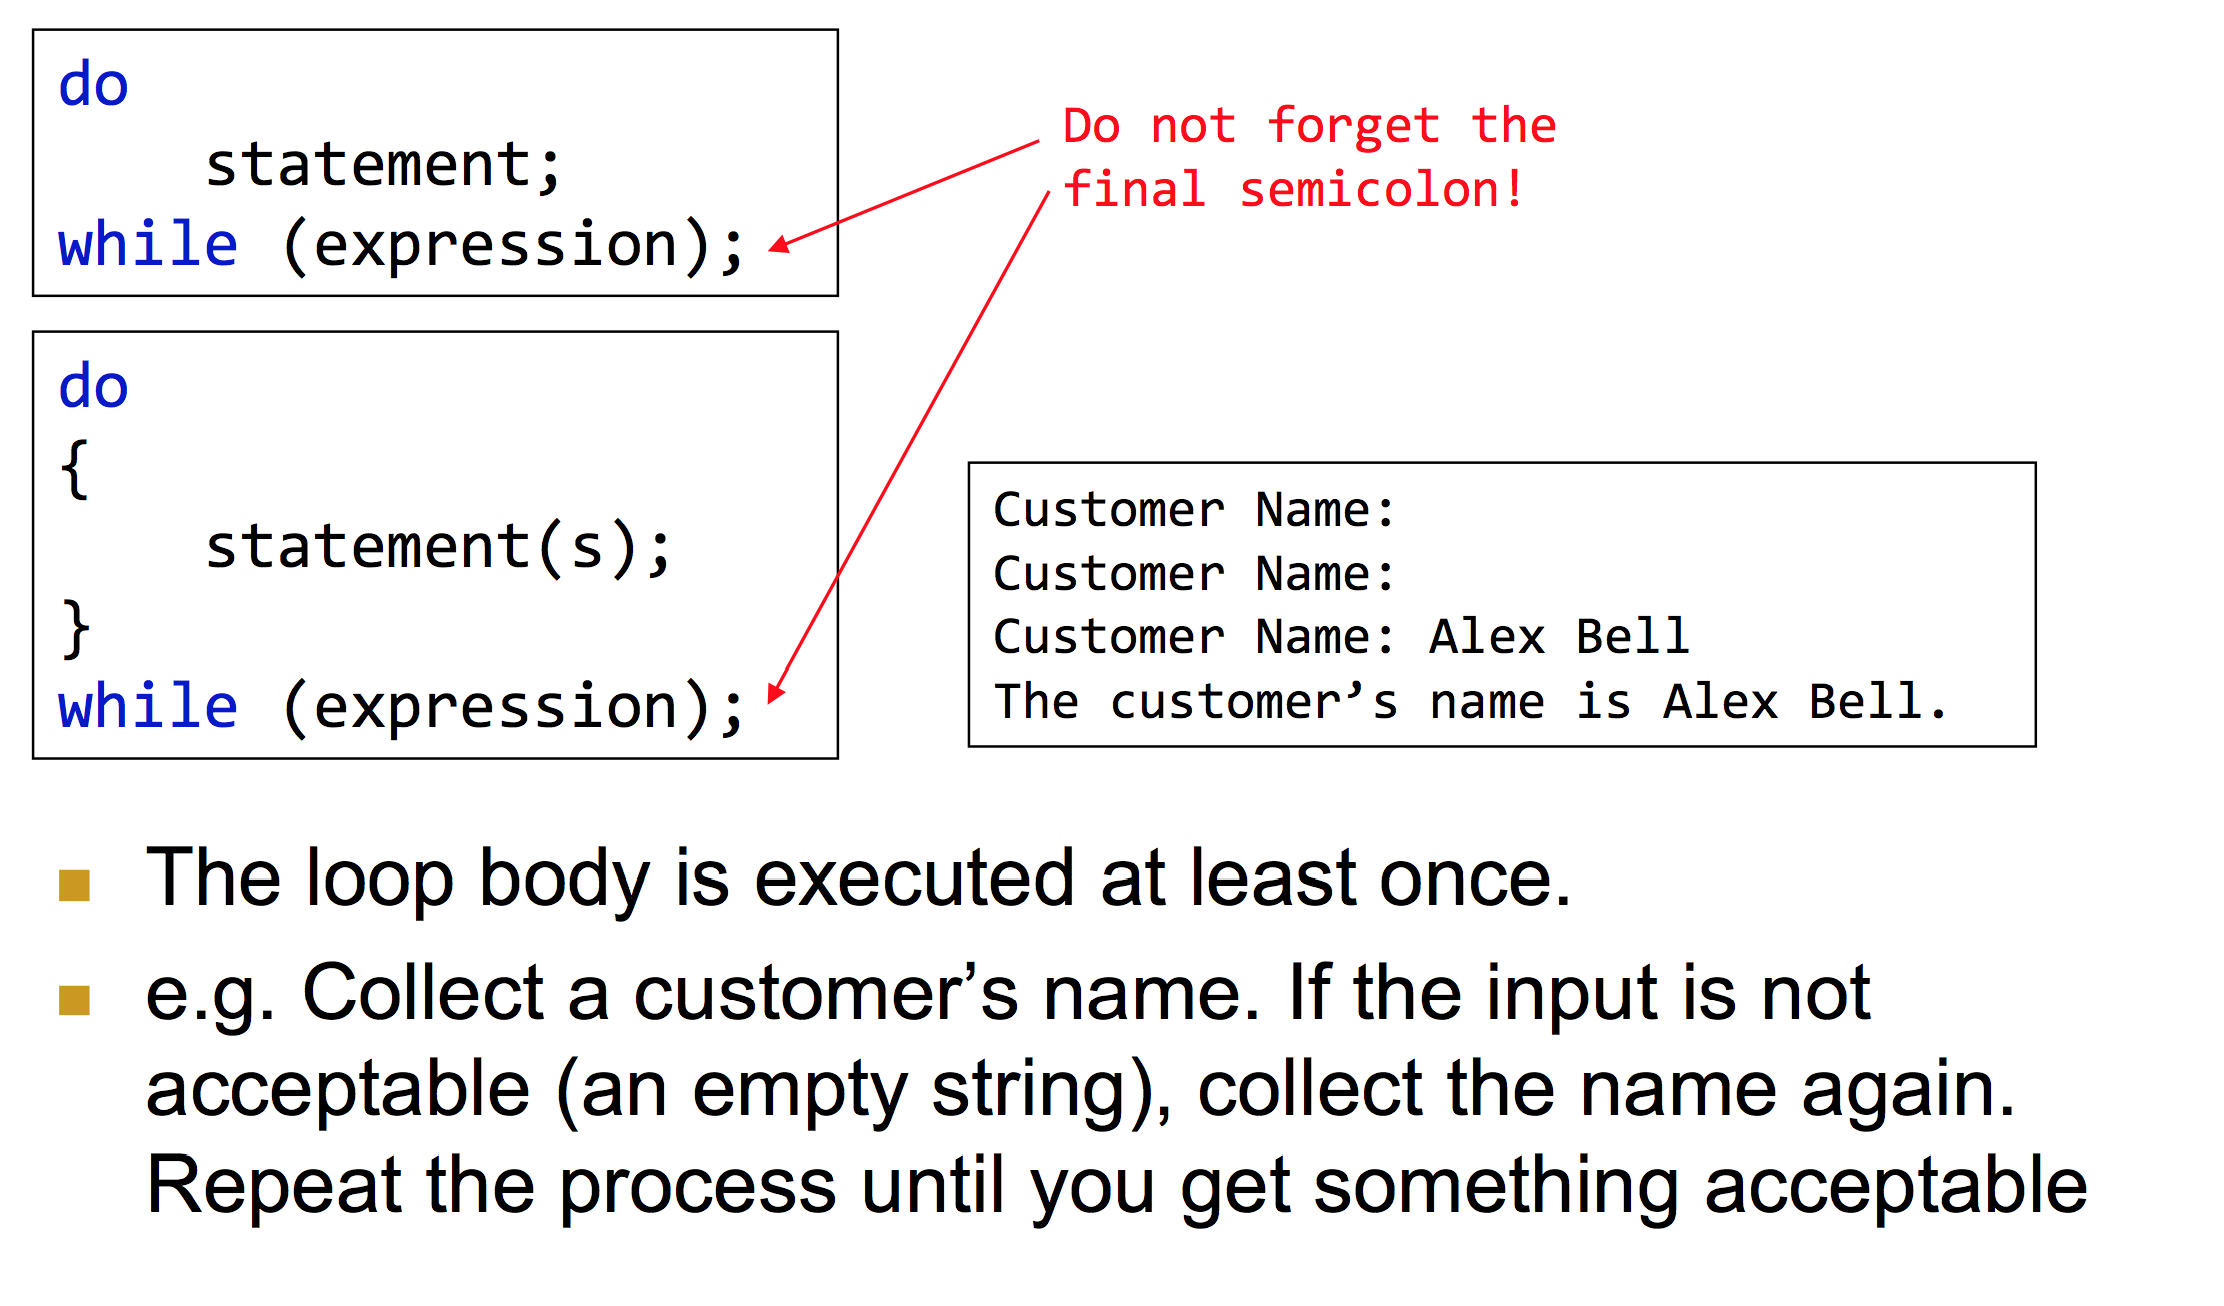 do
    statement;
while (expression);
Do not forget the
final semicolon!
do
{
    statement(s);
}
while (expression);
Customer Name:
Customer Name:
Customer Name: Alex Bell
The customer’s name is Alex Bell.
The loop body is executed at least once.
e.g. Collect a customer’s name. If the input is not
acceptable (an empty string), collect the name again.
Repeat the process until you get something acceptable